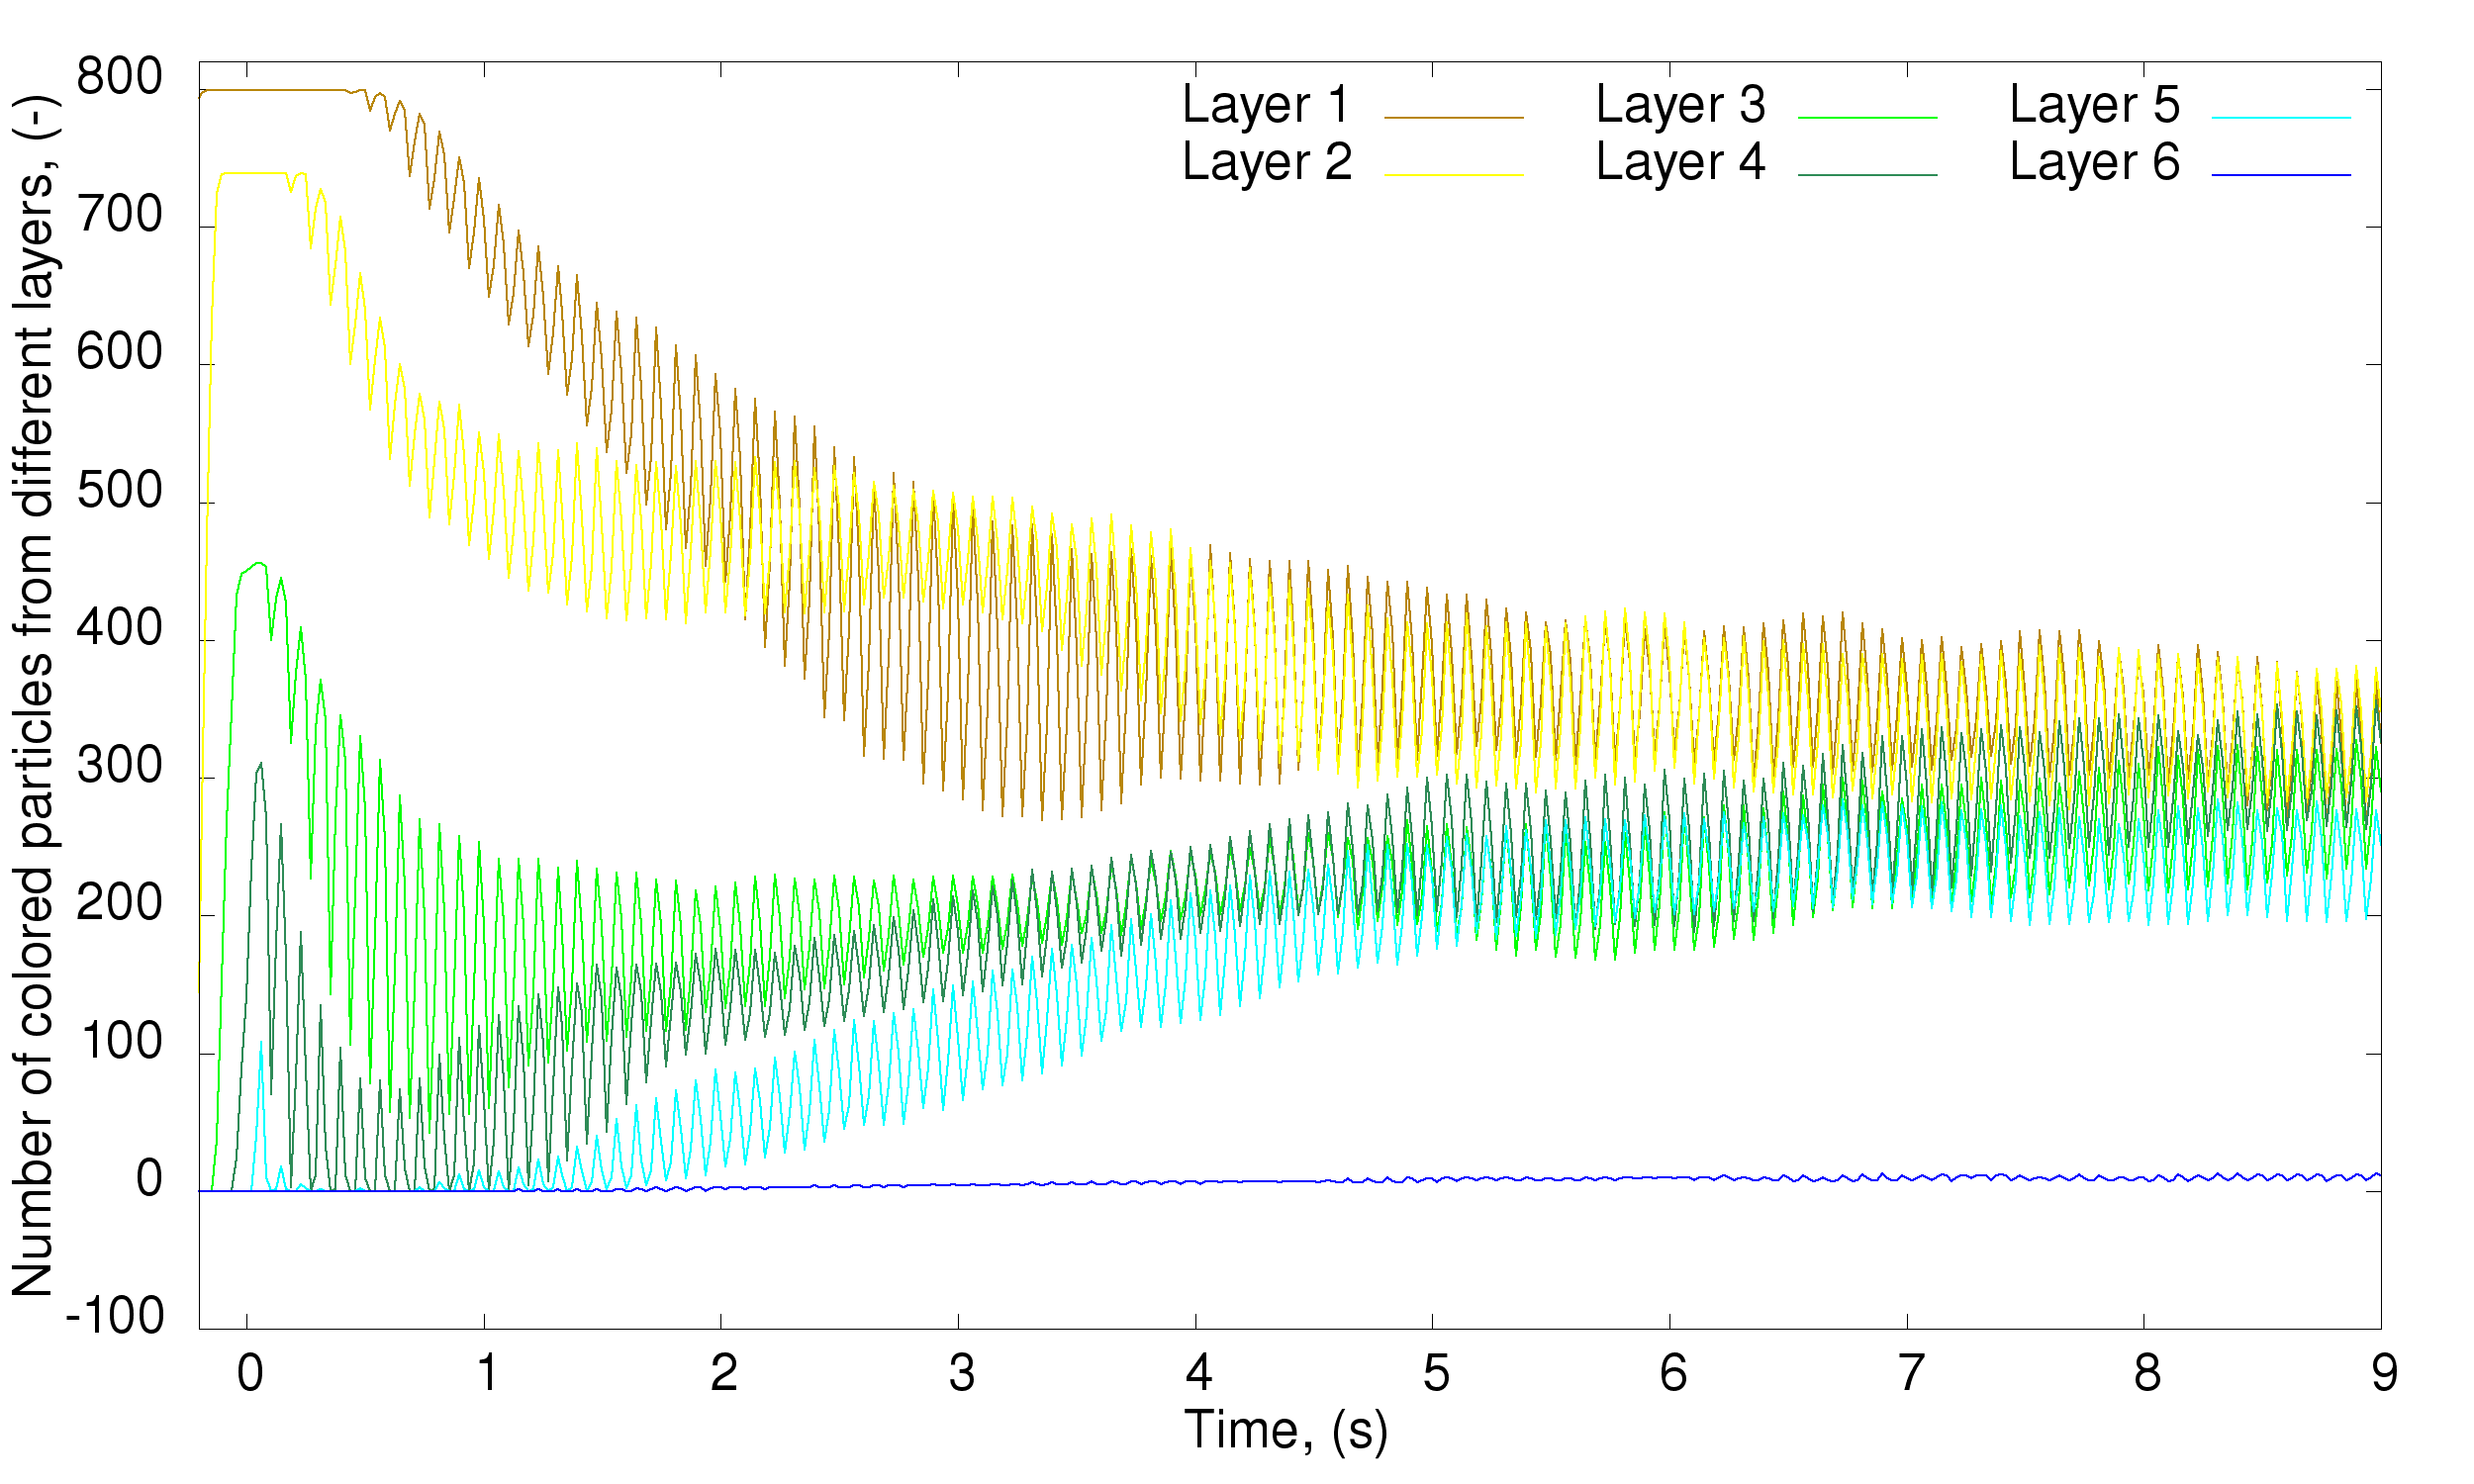 Number of colored particles from different layers, (-)
800
700
600
500
400
300
200
100
0
-100
Layer 1
Layer 2
Layer 3
Layer 4
Layer 5
Layer 6
0 1 2 3 4 5 6 7 8 9
Time, (s)